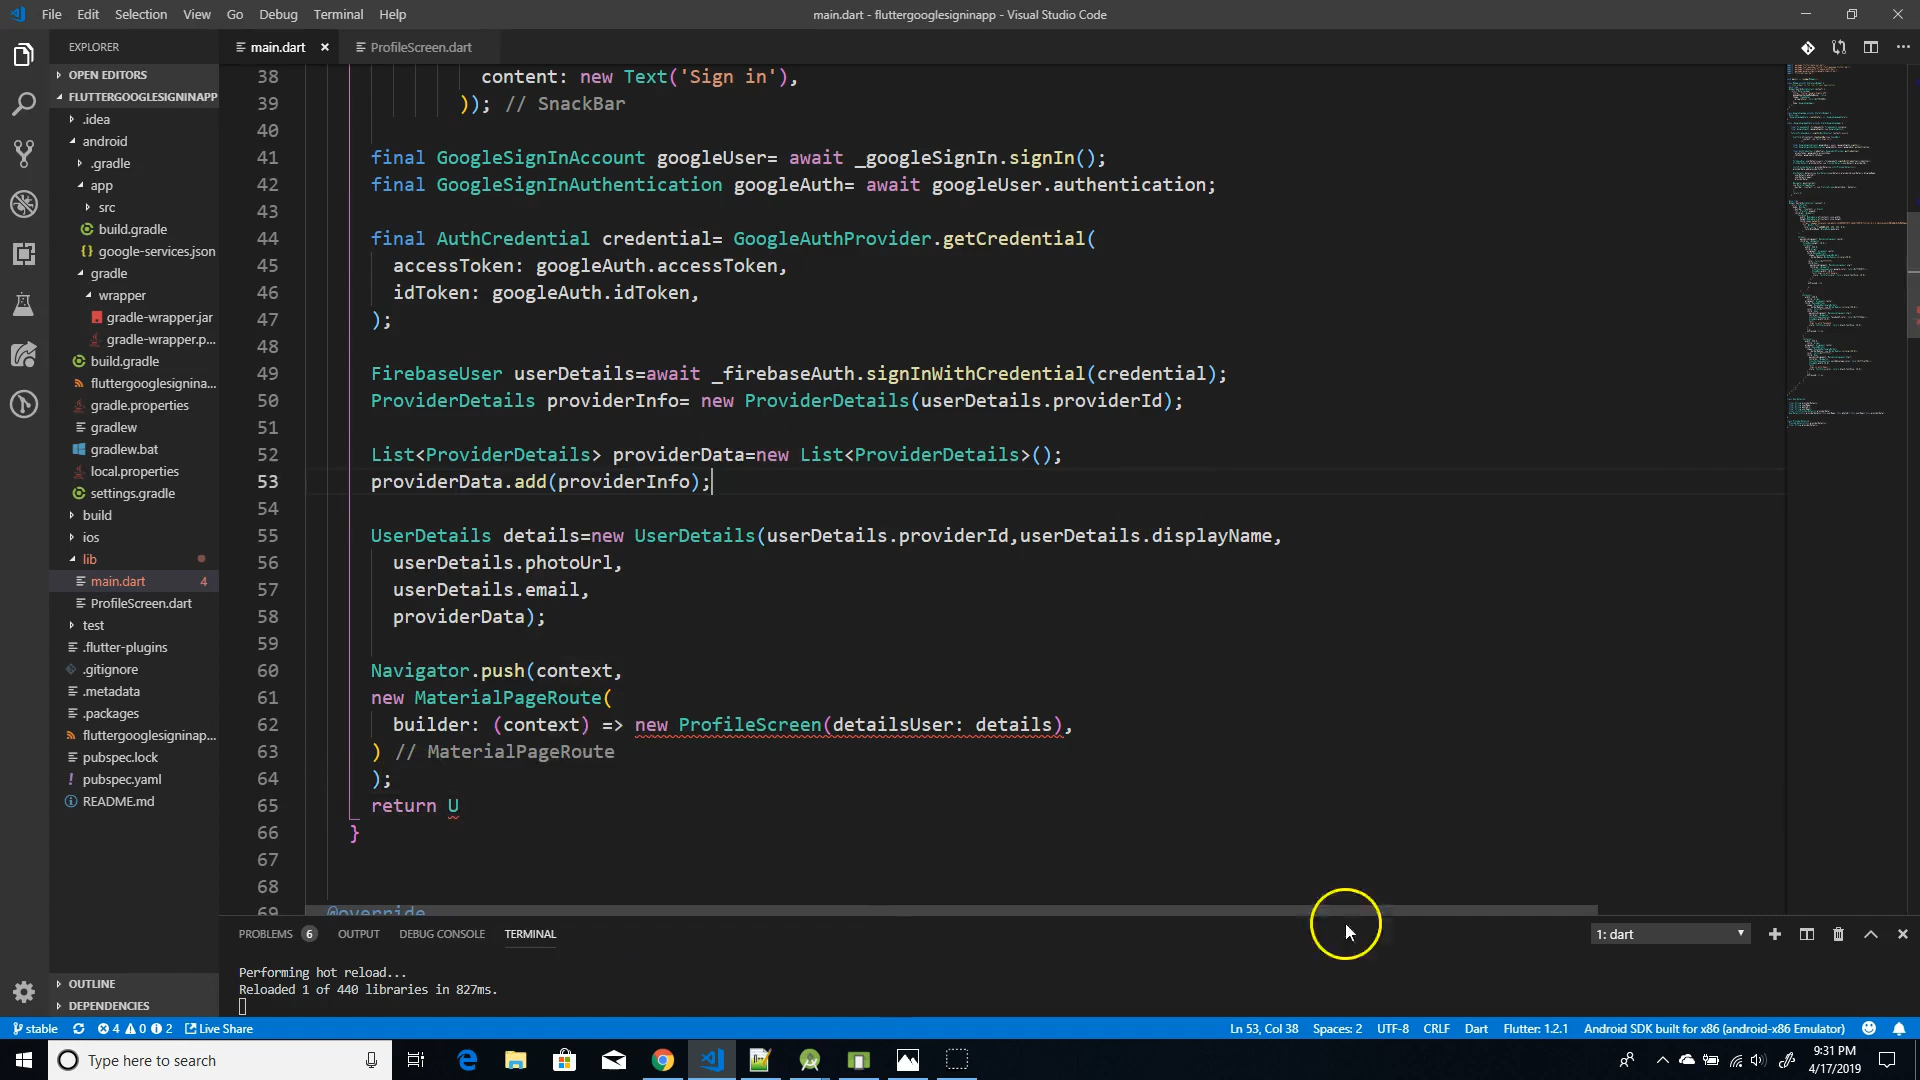 File Edit Selection View Go Debug Terminal Help
main.dart - fluttergooglesigninapp - Visual Studio Code
EXPLORER
OPEN EDITORS
FLUTTERGOOGLESIGNINAPP
.idea
android
.gradle
app
src
build.gradle
google-services.json
gradle
wrapper
gradle-wrapper.jar
gradle-wrapper.p...
build.gradle
fluttergooglesignina...
gradle.properties
gradlew
gradlew.bat
local.properties
settings.gradle
build
ios
lib
main.dart 4
ProfileScreen.dart
test
.flutter-plugins
.gitignore
.metadata
.packages
fluttergooglesigninap...
pubspec.lock
pubspec.yaml
README.md
OUTLINE
DEPENDENCIES
main.dart ProfileScreen.dart
38 content: new Text('Sign in'),
39 )); // SnackBar
40
41 final GoogleSignInAccount googleUser= await _googleSignIn.signIn();
42 final GoogleSignInAuthentication googleAuth= await googleUser.authentication;
43
44 final AuthCredential credential= GoogleAuthProvider.getCredential(
45 accessToken: googleAuth.accessToken,
46 idToken: googleAuth.idToken,
47 );
48
49 FirebaseUser userDetails=await _firebaseAuth.signInWithCredential(credential);
50 ProviderDetails providerInfo= new ProviderDetails(userDetails.providerId);
51
52 List<ProviderDetails> providerData=new List<ProviderDetails>();
53 providerData.add(providerInfo);
54
55 UserDetails details=new UserDetails(userDetails.providerId,userDetails.displayName,
56 userDetails.photoUrl,
57 userDetails.email,
58 providerData);
59
60 Navigator.push(context,
61 new MaterialPageRoute(
62 builder: (context) => new ProfileScreen(detailsUser: details),
63 ) // MaterialPageRoute
64 );
65 return U
66 }
67
68
69 @override
PROBLEMS 6 OUTPUT DEBUG CONSOLE TERMINAL 1: dart
Performing hot reload...
Reloaded 1 of 440 libraries in 827ms.
stable 4 0 2 Live Share Ln 53, Col 38 Spaces: 2 UTF-8 CRLF Dart Flutter: 1.2.1 Android SDK built for x86 (android-x86 Emulator)
Type here to search
9:31 PM
4/17/2019